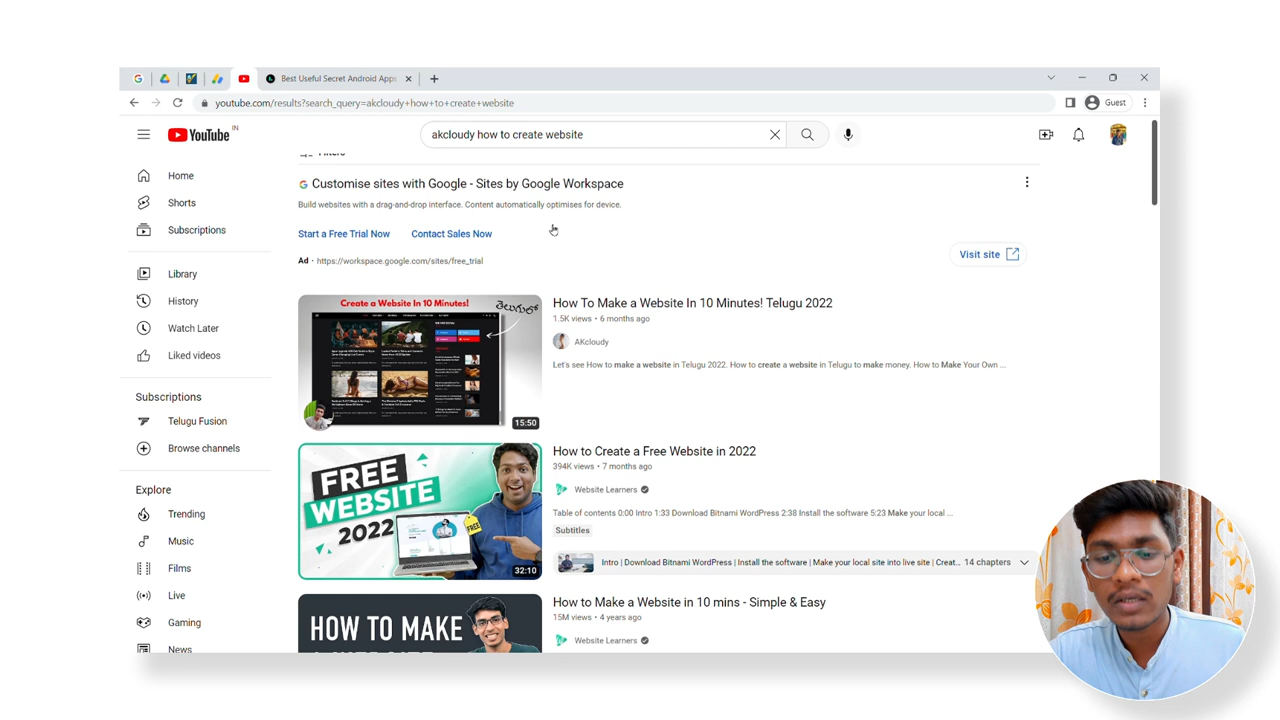 Best Useful Secret Android Apps
youtube.com/results?search_query=akcloudy+how+to+create+website
Guest
YouTube IN
akcloudy how to create website
Filters
Home
Shorts
Subscriptions
Library
History
Watch Later
Liked videos
Subscriptions
Telugu Fusion
Browse channels
Explore
Trending
Music
Films
Live
Gaming
News
Customise sites with Google - Sites by Google Workspace
Build websites with a drag-and-drop interface. Content automatically optimises for device.
Start a Free Trial Now Contact Sales Now
Ad • https://workspace.google.com/sites/free_trial
Visit site
Create a Website In 10 Minutes!
తెలుగులో
15:50
How To Make a Website In 10 Minutes! Telugu 2022
1.5K views • 6 months ago
AKcloudy
Let's see How to make a website in Telugu 2022. How to create a website in Telugu to make money. How to Make Your Own ...
FREE
WEBSITE
2022
FREE
32:10
How to Create a Free Website in 2022
394K views • 7 months ago
Website Learners
Table of contents 0:00 Intro 1:33 Download Bitnami WordPress 2:38 Install the software 5:23 Make your local ...
Subtitles
Intro | Download Bitnami WordPress | Install the software | Make your local site into live site | Creat... 14 chapters
HOW TO MAKE
How to Make a Website in 10 mins - Simple & Easy
15M views • 4 years ago
Website Learners